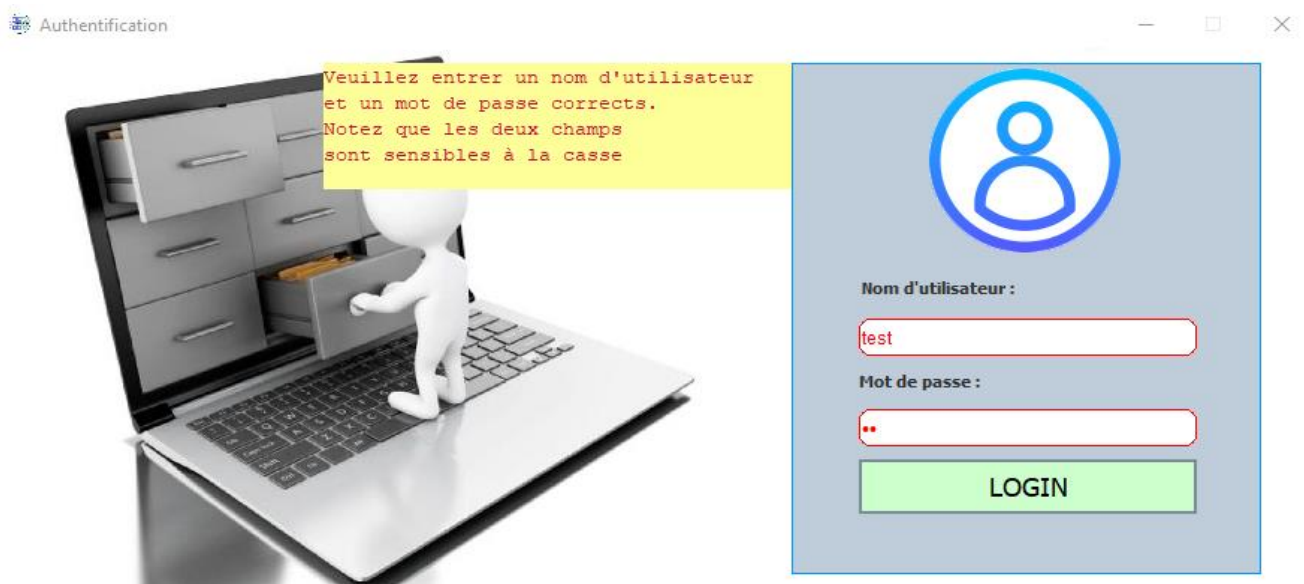 Authentification
Veuillez entrer un nom d'utilisateur
et un mot de passe corrects.
Notez que les deux champs
sont sensibles à la casse
Nom d'utilisateur :
test
Mot de passe :
••
LOGIN